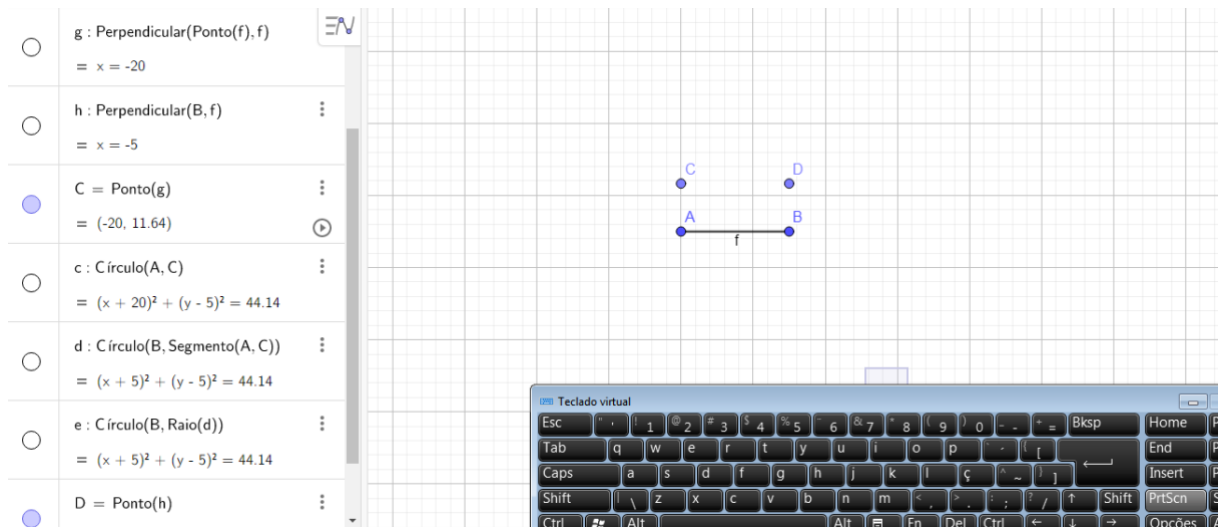 g : Perpendicular(Ponto(f), f)
= x = -20
h : Perpendicular(B, f)
= x = -5
C = Ponto(g)
= (-20, 11.64)
c : Círculo(A, C)
= (x + 20)² + (y - 5)² = 44.14
d : Círculo(B, Segmento(A, C))
= (x + 5)² + (y - 5)² = 44.14
e : Círculo(B, Raio(d))
= (x + 5)² + (y - 5)² = 44.14
D = Ponto(h)
C D
A B
f
Teclado virtual
Esc " ' ! 1 @ 2 # 3 $ 4 % 5 ¨ 6 & 7 * 8 ( 9 ) 0 _ - + = Bksp Home
Tab q w e r t y u i o p ` ´ { [ End
Caps a s d f g h j k l ç ^ ~ } ] Insert
Shift | \ z x c v b n m < , > . : ; ? / ↑ Shift PrtScn
Ctrl Alt Alt Fn Del Ctrl ← ↓ → Opções